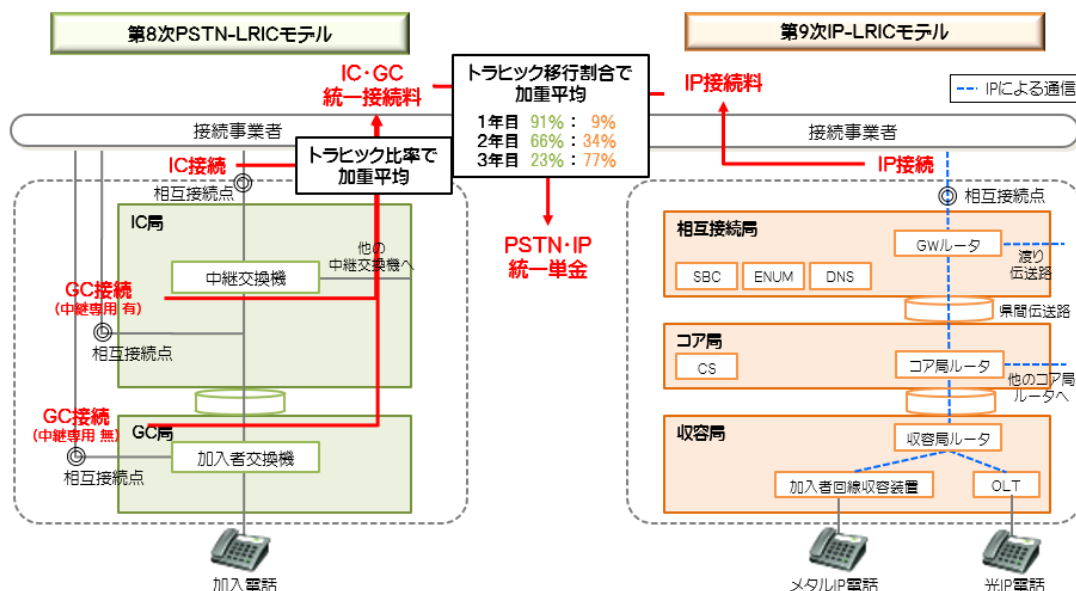 第8次PSTN-LRICモデル
第9次IP-LRICモデル
IC・GC
統一接続料
トラヒック移行割合で
加重平均
1年目 91% : 9%
2年目 66% : 34%
3年目 23% : 77%
IP接続料
IPによる通信
接続事業者
接続事業者
IC接続
トラヒック比率で
加重平均
IP接続
相互接続点
相互接続点
PSTN・IP
統一単金
IC局
他の
中継交換機へ
中継交換機
GC接続
(中継専用 有)
相互接続点
GC接続
(中継専用 無)
GC局
加入者交換機
相互接続点
加入電話
相互接続局
GWルータ
渡り
伝送路
SBC
ENUM
DNS
県間伝送路
コア局
CS
コア局ルータ
他のコア局
ルータへ
収容局
収容局ルータ
加入者回線収容装置
OLT
メタルIP電話
光IP電話